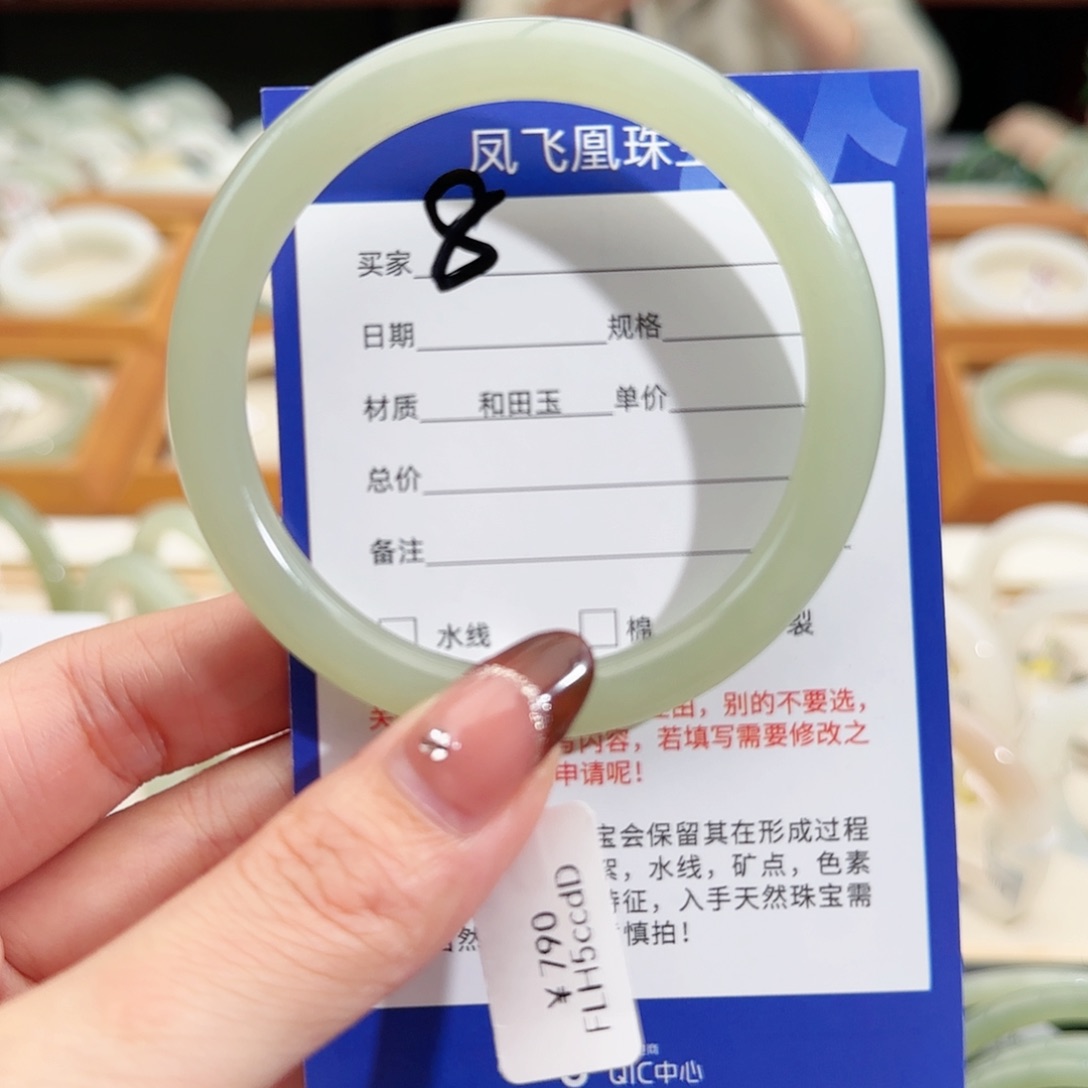 凤飞凰珠
买家 8
日期 规格
材质 和田玉 单价
总价
备注
水线 棉 裂
，别的不要选，
内容，若填写需要修改之
申请呢！
会保留其在形成过程
，水线，矿点，色素
特征，入手天然珠宝需
慎拍！
¥790
FLH5ccdD
QIC中心